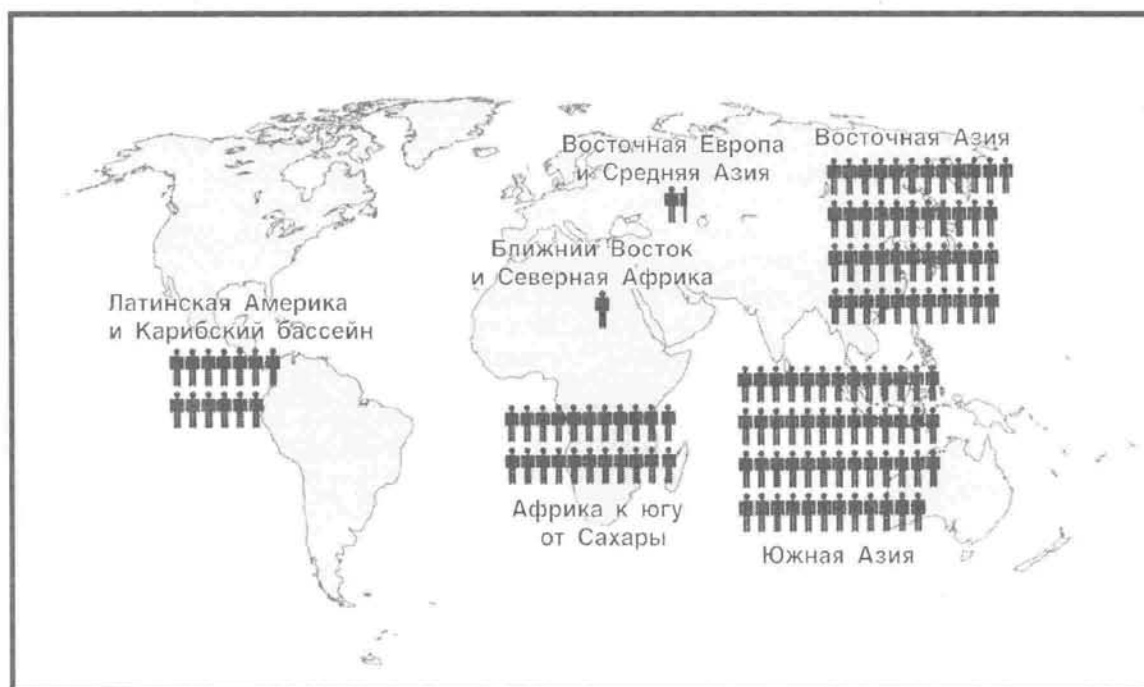 Восточная Европа
и Средняя Азия
Восточная Азия
Ближний Восток
и Северная Африка
Латинская Америка
и Карибский бассейн
Африка к югу
от Сахары
Южная Азия